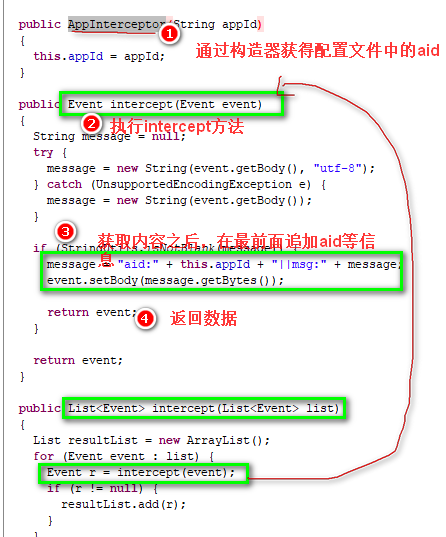 public AppInterceptor(String appId)
1
{
通过构造器获得配置文件中的aid
this.appId = appId;
}
public Event intercept(Event event)
{
2 执行intercept方法
String message = null;
try {
message = new String(event.getBody(), "utf-8");
} catch (UnsupportedEncodingException e) {
message = new String(event.getBody());
}
3 获取内容之后，在最前面追加aid等信
息
if (
message "aid:" + this.appId + "||msg:" + message;
event.setBody(message.getBytes());
4 返回数据
return event;
}
return event;
}
public List<Event> intercept(List<Event> list)
{
List resultList = new ArrayList();
for (Event event : list) {
Event r = intercept(event);
if (r != null) {
resultList.add(r);
}
}